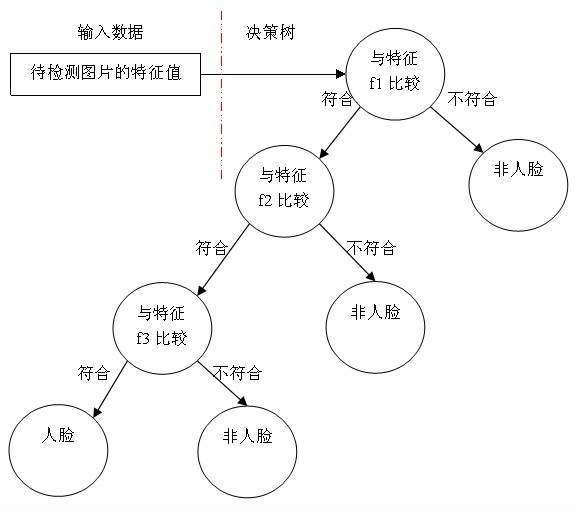 输入数据
决策树
待检测图片的特征值
与特征
f1 比较
符合
不符合
与特征
f2 比较
非人脸
符合
不符合
与特征
f3 比较
非人脸
符合
不符合
人脸
非人脸